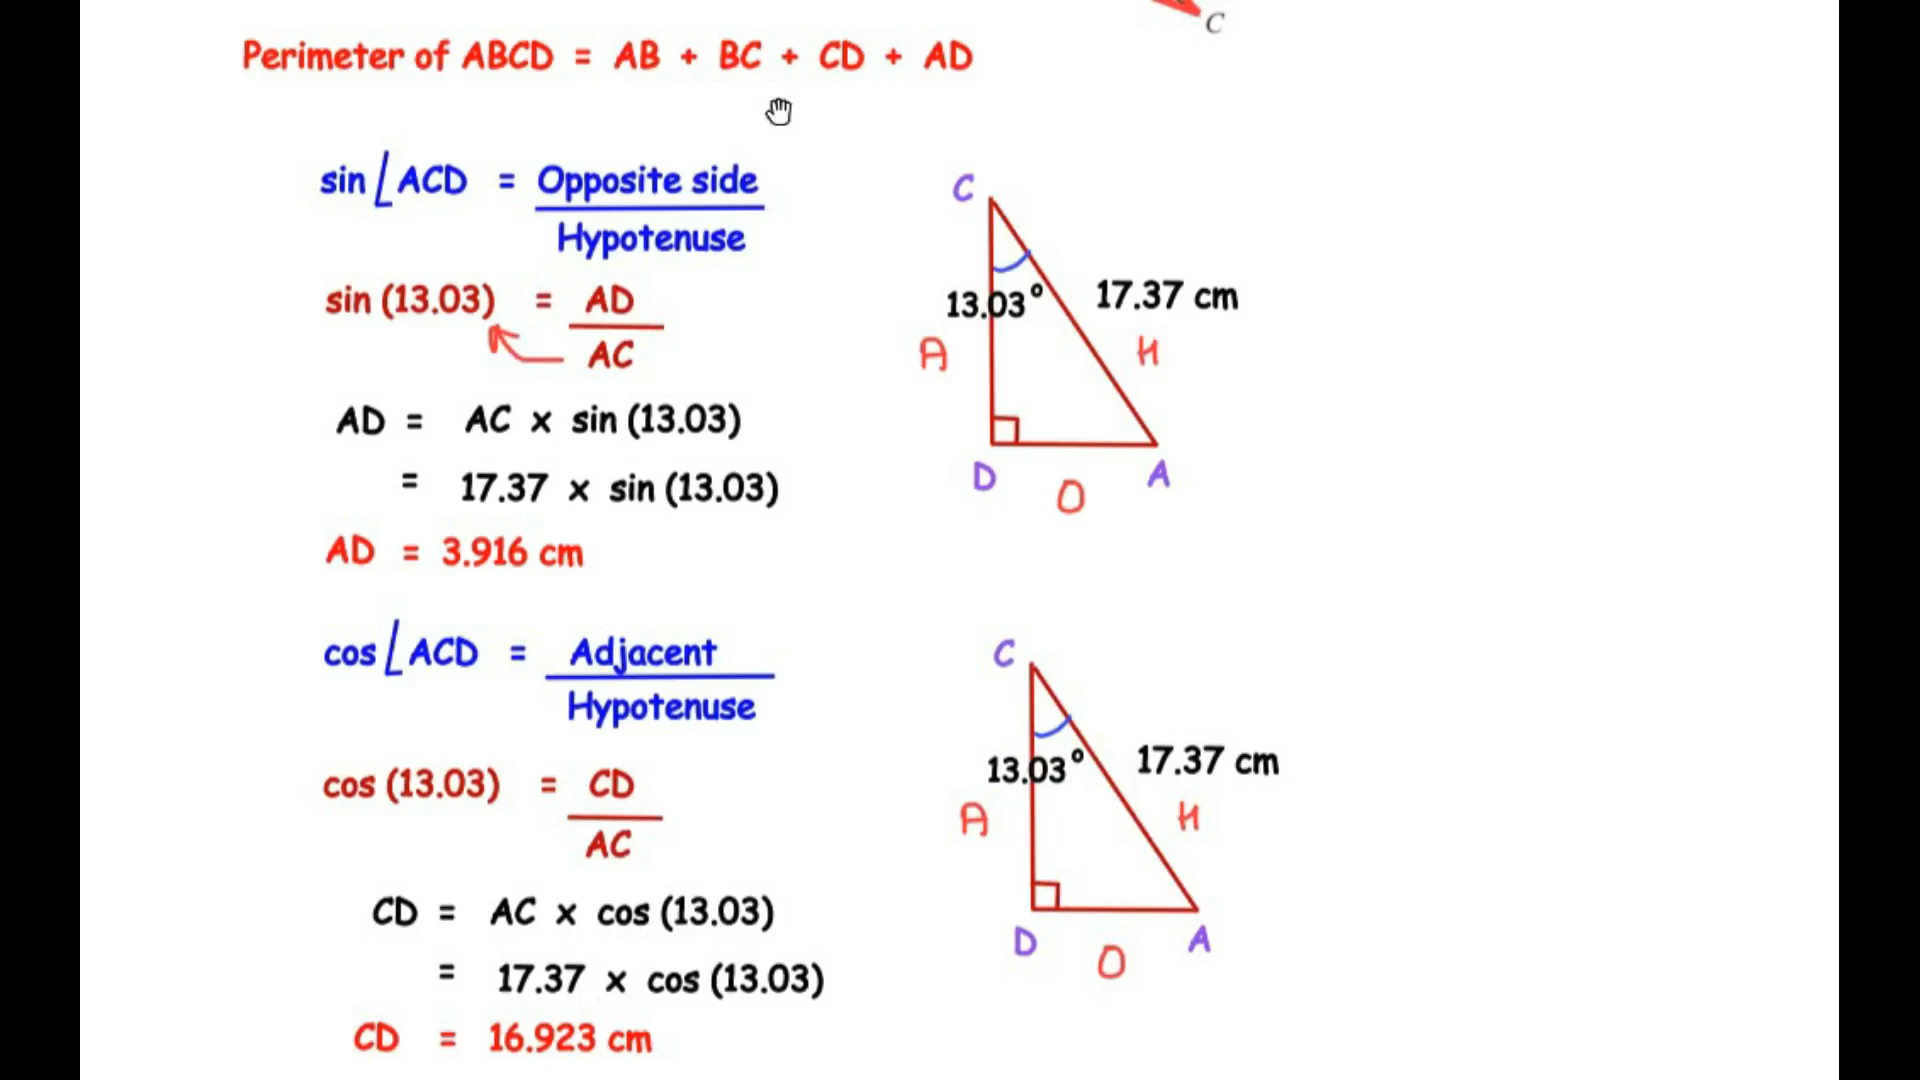 C
Perimeter of ABCD = AB + BC + CD + AD
sin ∠ACD = Opposite side
Hypotenuse
sin (13.03) = AD
AC
AD = AC x sin (13.03)
= 17.37 x sin (13.03)
AD = 3.916 cm
C
13.03°
17.37 cm
A
H
D
O
A
cos ∠ACD = Adjacent
Hypotenuse
cos (13.03) = CD
AC
CD = AC x cos (13.03)
= 17.37 x cos (13.03)
CD = 16.923 cm
C
13.03°
17.37 cm
A
H
D
O
A